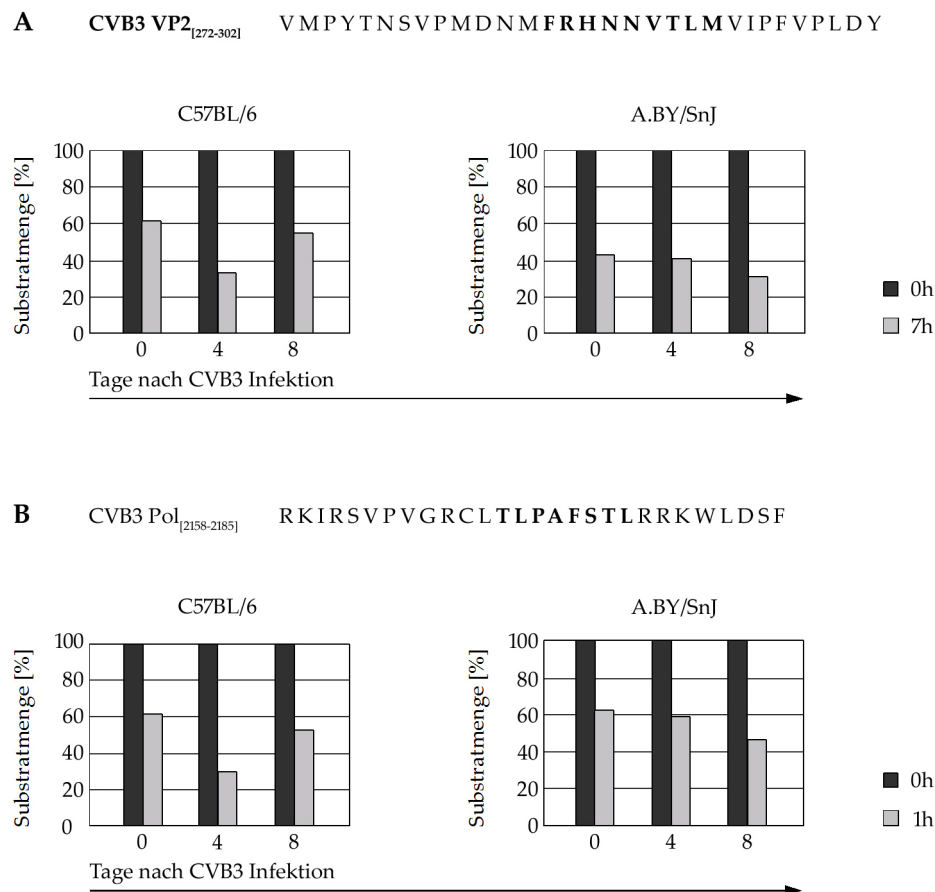 A CVB3 VP2[272-302] V M P Y T N S V P M D N M F R H N N V T L M V I P F V P L D Y
C57BL/6 A.BY/SnJ
Substratmenge [%]
100
80
60
40
20
0
0 4 8
Substratmenge [%]
100
80
60
40
20
0
0 4 8
0h
7h
Tage nach CVB3 Infektion
B CVB3 Pol[2158-2185] R K I R S V P V G R C L T L P A F S T L R R K W L D S F
C57BL/6 A.BY/SnJ
Substratmenge [%]
100
80
60
40
20
0
0 4 8
Substratmenge [%]
100
80
60
40
20
0
0 4 8
0h
1h
Tage nach CVB3 Infektion